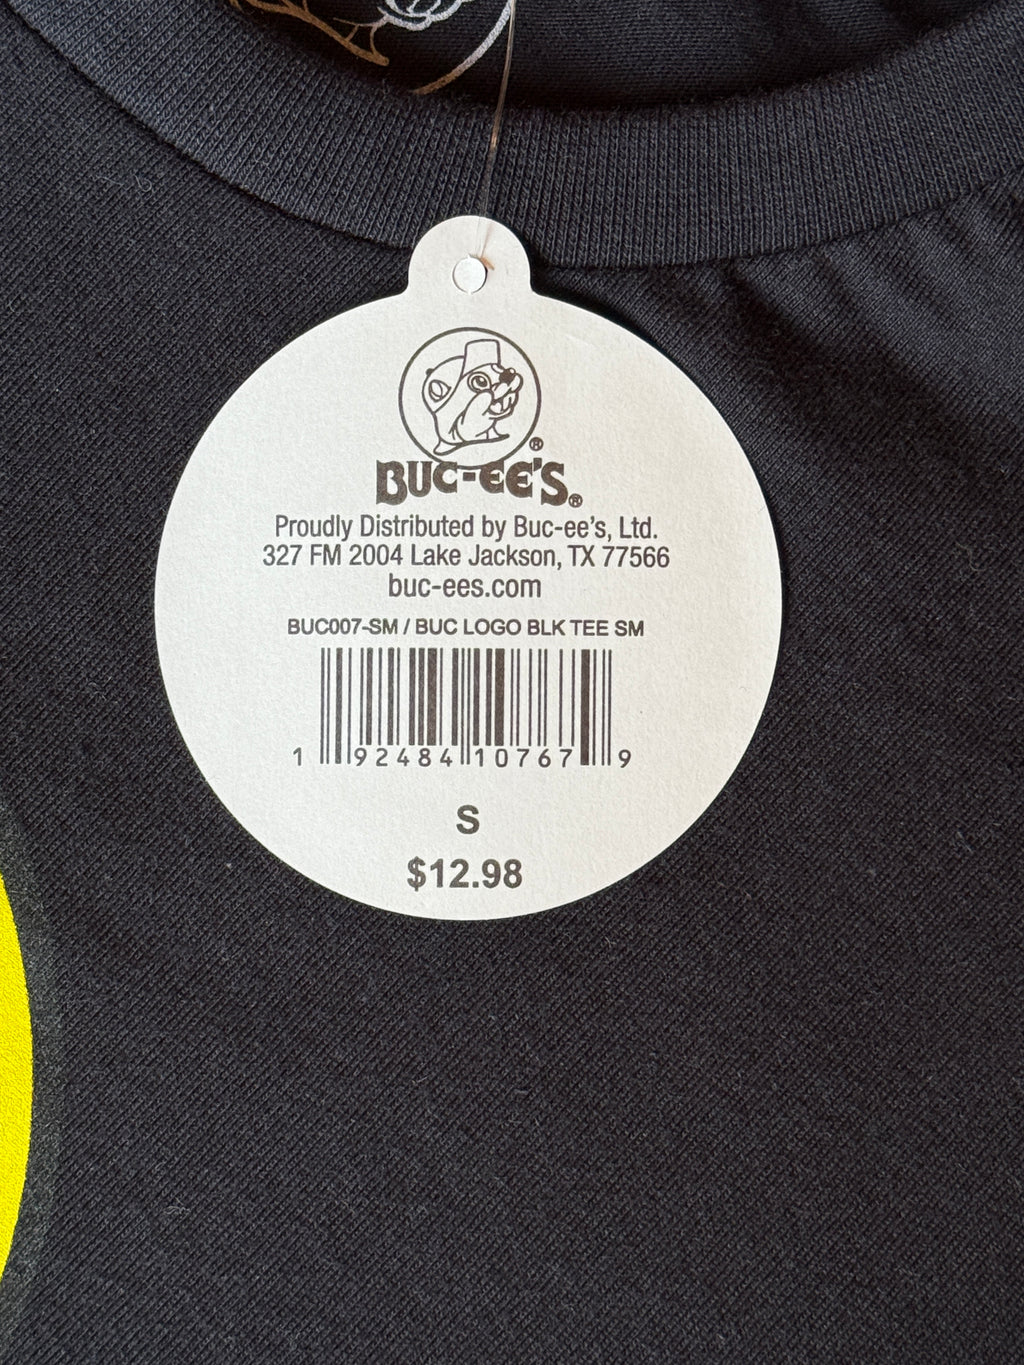 BUC-EE'S®
Proudly Distributed by Buc-ee's, Ltd.
327 FM 2004 Lake Jackson, TX 77566
buc-ees.com
BUC007-SM / BUC LOGO BLK TEE SM
1 92484 10767 9
S
$12.98